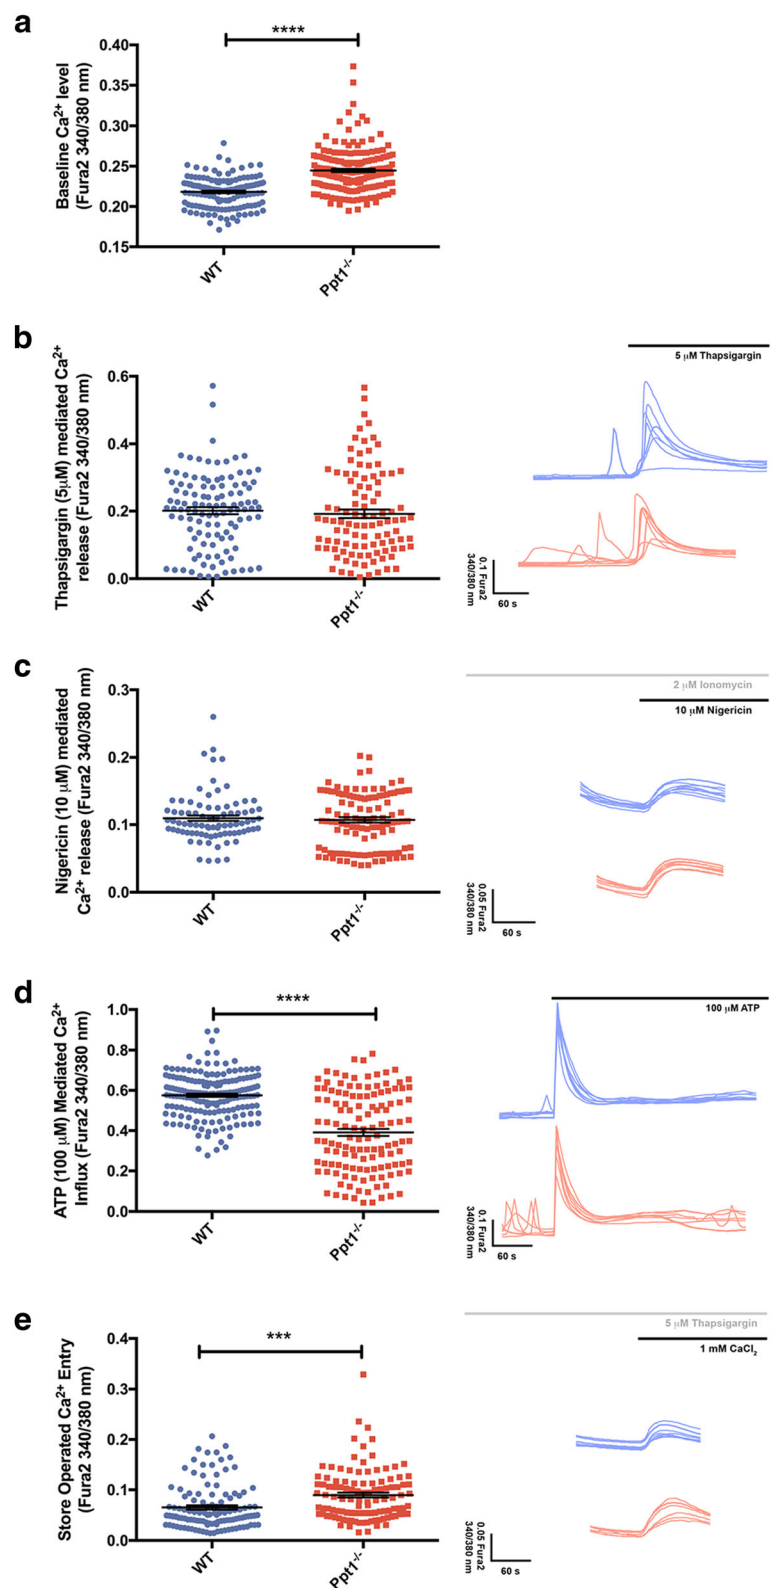 a
****
Baseline Ca²⁺ level
(Fura2 340/380 nm)
0.40
0.35
0.30
0.25
0.20
0.15
WT
Ppt1⁻/⁻
b
Thapsigargin (5μM) mediated Ca²⁺
release (Fura2 340/380 nm)
0.6
0.4
0.2
0.0
WT
Ppt1⁻/⁻
5 μM Thapsigargin
0.1 Fura2
340/380 nm
60 s
c
Nigericin (10 μM) mediated
Ca²⁺ release (Fura2 340/380 nm)
0.3
0.2
0.1
0.0
WT
Ppt1⁻/⁻
2 μM Ionomycin
10 μM Nigericin
0.05 Fura2
340/380 nm
60 s
d
****
ATP (100 μM) Mediated Ca²⁺
Influx (Fura2 340/380 nm)
1.0
0.8
0.6
0.4
0.2
0.0
WT
Ppt1⁻/⁻
100 μM ATP
0.1 Fura2
340/380 nm
60 s
e
***
Store Operated Ca²⁺ Entry
(Fura2 340/380 nm)
0.4
0.3
0.2
0.1
0.0
WT
Ppt1⁻/⁻
5 μM Thapsigargin
1 mM CaCl₂
0.05 Fura2
340/380 nm
60 s